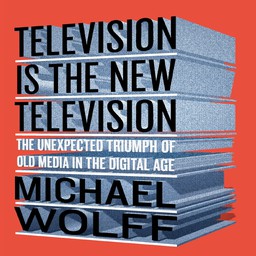 TELEVISION
IS THE NEW
TELEVISION
THE UNEXPECTED TRIUMPH OF
OLD MEDIA IN THE DIGITAL AGE
MICHAEL
WOLFF